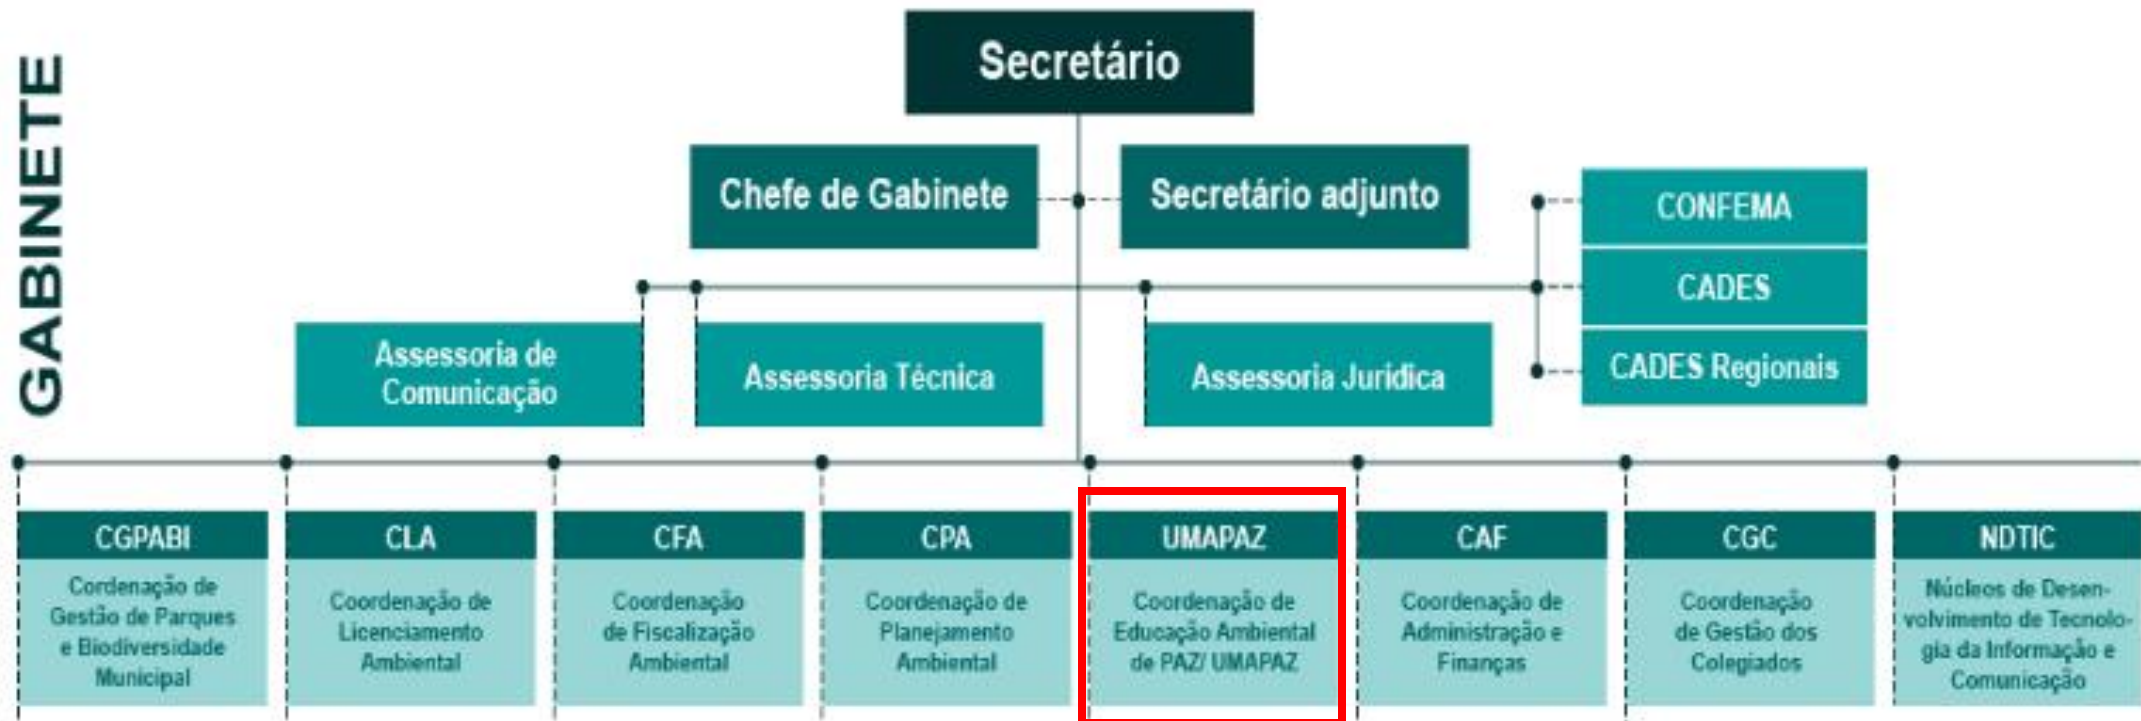 GABINETE
Secretário
Chefe de Gabinete
Secretário adjunto
CONFEMA
CADES
CADES Regionais
Assessoria de
Comunicação
Assessoria Técnica
Assessoria Jurídica
CGPABI
Cordenação de
Gestão de Parques
e Biodiversidade
Municipal
CLA
Coordenação de
Licenciamento
Ambiental
CFA
Coordenação
de Fiscalização
Ambiental
CPA
Coordenação de
Planejamento
Ambiental
UMAPAZ
Coordenação de
Educação Ambiental
de PAZ/ UMAPAZ
CAF
Coordenação de
Administração e
Finanças
CGC
Coordenação
de Gestão dos
Colegiados
NDTIC
Núcleos de Desen-
volvimento de Tecnolo-
gia da Informação e
Comunicação